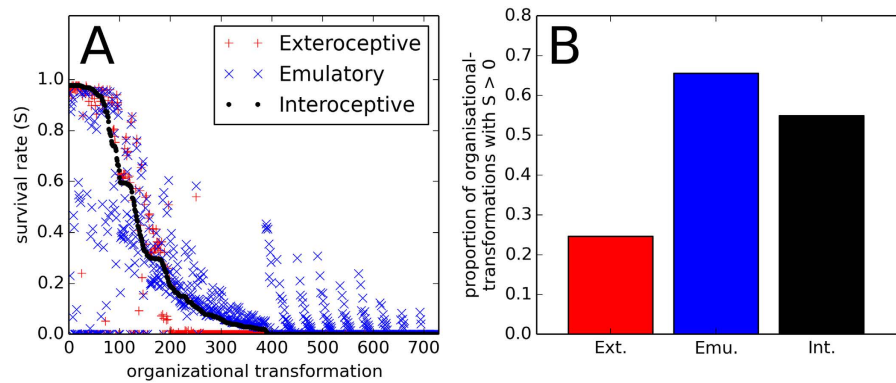 A
Exteroceptive
Emulatory
Interoceptive
survival rate (S)
1.0
0.8
0.6
0.4
0.2
0.0
0 100 200 300 400 500 600 700
organizational transformation
B
proportion of organisational-
transformations with S > 0
0.8
0.7
0.6
0.5
0.4
0.3
0.2
0.1
0.0
Ext. Emu. Int.